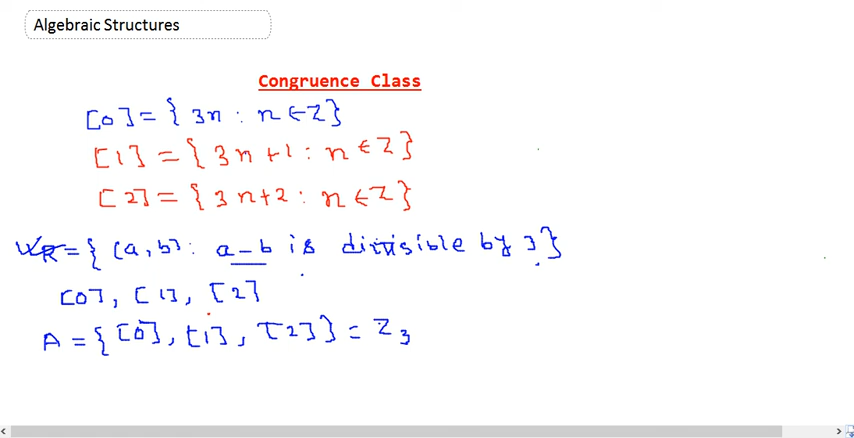 Algebraic Structures
Congruence Class
[0] = { 3n : n ∈ Z }
[1] = { 3n+1 : n ∈ Z }
[2] = { 3n+2 : n ∈ Z }
R = { (a, b) : a - b is divisible by 3 }
[0], [1], [2]
A = { [0], [1], [2] } = Z₃